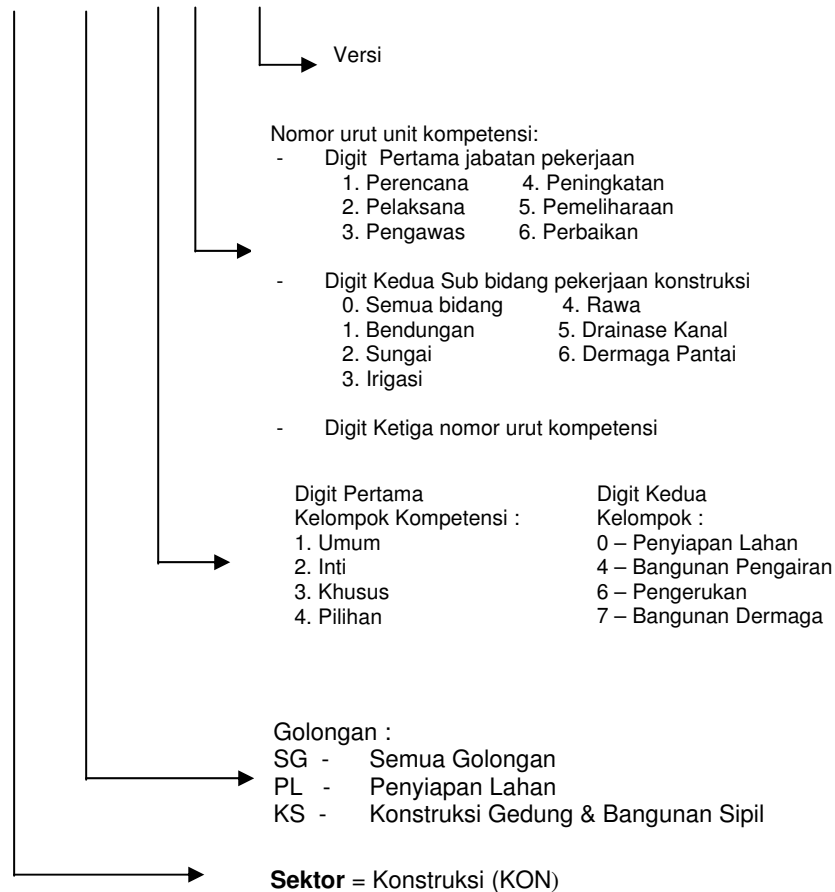 Versi
Nomor urut unit kompetensi:
- Digit Pertama jabatan pekerjaan
1. Perencana 4. Peningkatan
2. Pelaksana 5. Pemeliharaan
3. Pengawas 6. Perbaikan
- Digit Kedua Sub bidang pekerjaan konstruksi
0. Semua bidang 4. Rawa
1. Bendungan 5. Drainase Kanal
2. Sungai 6. Dermaga Pantai
3. Irigasi
- Digit Ketiga nomor urut kompetensi
Digit Pertama Digit Kedua
Kelompok Kompetensi : Kelompok :
1. Umum 0 – Penyiapan Lahan
2. Inti 4 – Bangunan Pengairan
3. Khusus 6 – Pengerukan
4. Pilihan 7 – Bangunan Dermaga
Golongan :
SG - Semua Golongan
PL - Penyiapan Lahan
KS - Konstruksi Gedung & Bangunan Sipil
Sektor = Konstruksi (KON)